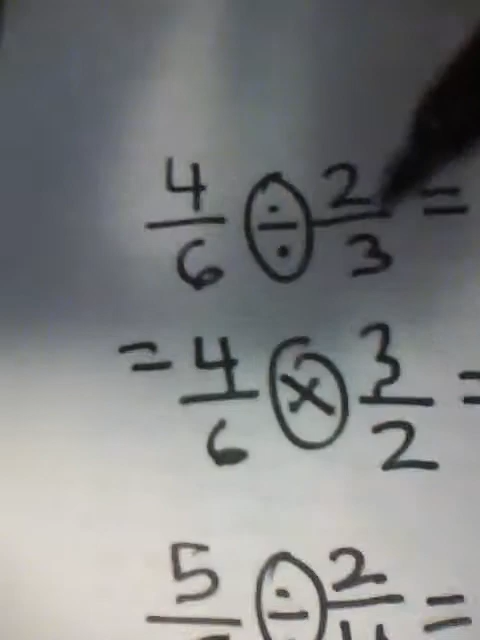 4/6 ÷ 2/3 =
= 4/6 × 3/2 =
5/ ÷ 2/ =